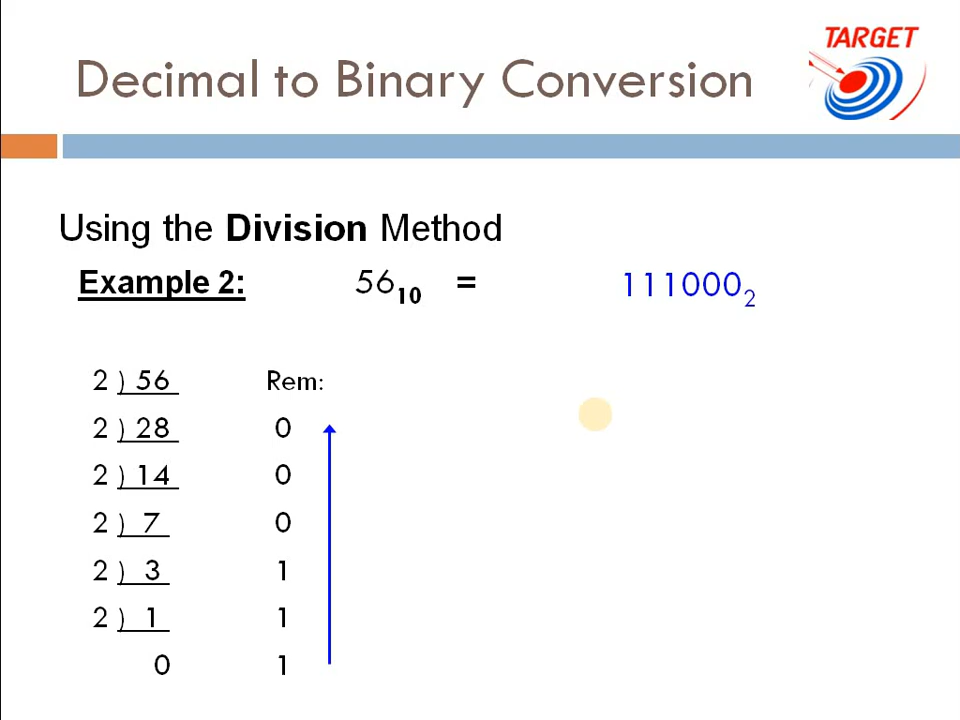 TARGET
Decimal to Binary Conversion
Using the Division Method
Example 2: 56₁₀ = 111000₂
2 ) 56 Rem:
2 ) 28 0
2 ) 14 0
2 ) 7 0
2 ) 3 1
2 ) 1 1
0 1